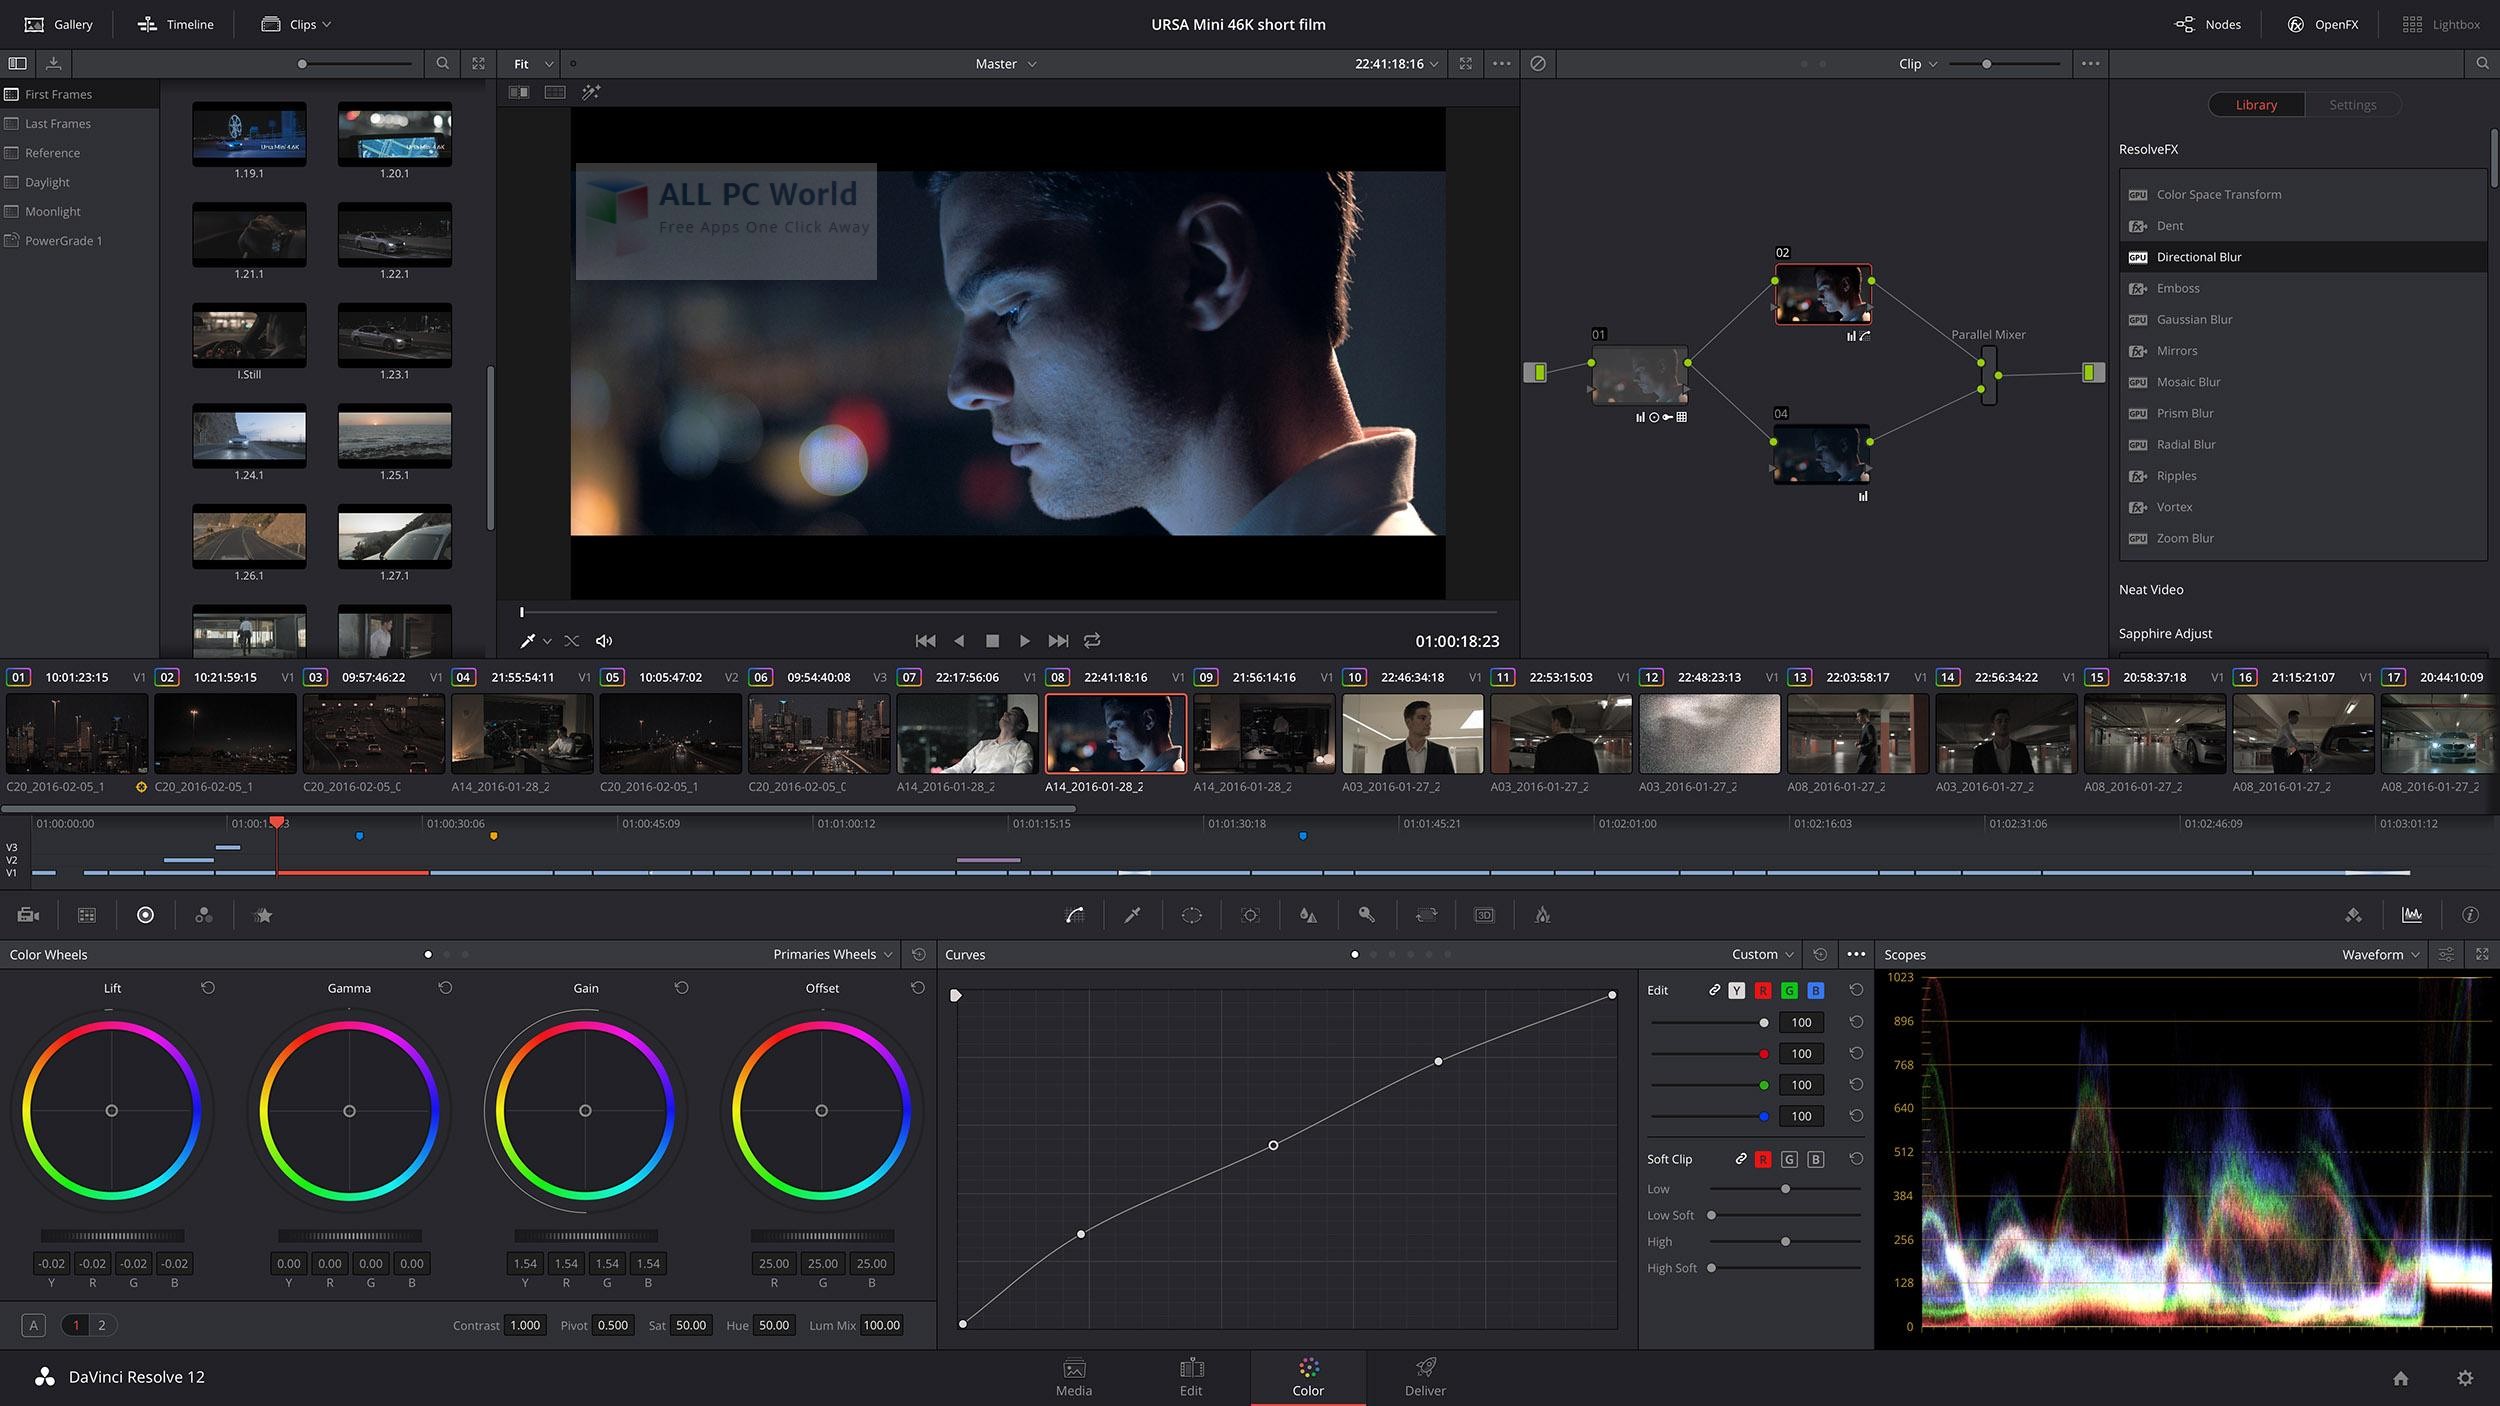 Gallery
Timeline
Clips
URSA Mini 46K short film
Nodes
OpenFX
Lightbox
Fit
Master
22:41:18:16
Clip
First Frames
Last Frames
Reference
Daylight
Moonlight
PowerGrade 1
Ursa Mini 4.6K
1.19.1
1.20.1
1.21.1
1.22.1
I.Still
1.23.1
1.24.1
1.25.1
1.26.1
1.27.1
ALL PC World
Free Apps One Click Away
01:00:18:23
01
02
04
Parallel Mixer
Library
Settings
ResolveFX
GPU Color Space Transform
fx Dent
GPU Directional Blur
fx Emboss
GPU Gaussian Blur
fx Mirrors
GPU Mosaic Blur
GPU Prism Blur
GPU Radial Blur
fx Ripples
fx Vortex
GPU Zoom Blur
Neat Video
Sapphire Adjust
01 10:01:23:15 V1 02 10:21:59:15 V1 03 09:57:46:22 V1 04 21:55:54:11 V1 05 10:05:47:02 V2 06 09:54:40:08 V3 07 22:17:56:06 V1 08 22:41:18:16 V1 09 21:56:14:16 V1 10 22:46:34:18 V1 11 22:53:15:03 V1 12 22:48:23:13 V1 13 22:03:58:17 V1 14 22:56:34:22 V1 15 20:58:37:18 V1 16 21:15:21:07 V1 17 20:44:10:09
C20_2016-02-05_1 C20_2016-02-05_1 C20_2016-02-05_0 A14_2016-01-28_2 C20_2016-02-05_1 C20_2016-02-05_0 A14_2016-01-28_2 A14_2016-01-28_2 A14_2016-01-28_2 A03_2016-01-27_2 A03_2016-01-27_2 A03_2016-01-27_2 A08_2016-01-27_2 A03_2016-01-27_2 A08_2016-01-27_2 A08_2016-01-27_2 A08_2016-01-27_2
01:00:00:00 01:00:30:06 01:00:45:09 01:01:00:12 01:01:15:15 01:01:30:18 01:01:45:21 01:02:01:00 01:02:16:03 01:02:31:06 01:02:46:09 01:03:01:12
V3
V2
V1
3D
Color Wheels
Primaries Wheels
Lift
Gamma
Gain
Offset
-0.02 -0.02 -0.02 -0.02
Y R G B
0.00 0.00 0.00 0.00
Y R G B
1.54 1.54 1.54 1.54
Y R G B
25.00 25.00 25.00
R G B
A 1 2
Contrast 1.000 Pivot 0.500 Sat 50.00 Hue 50.00 Lum Mix 100.00
Curves
Custom
Edit Y R G B
100
100
100
100
Soft Clip R G B
Low
Low Soft
High
High Soft
Scopes
Waveform
1023
896
768
640
512
384
256
128
0
DaVinci Resolve 12
Media
Edit
Color
Deliver